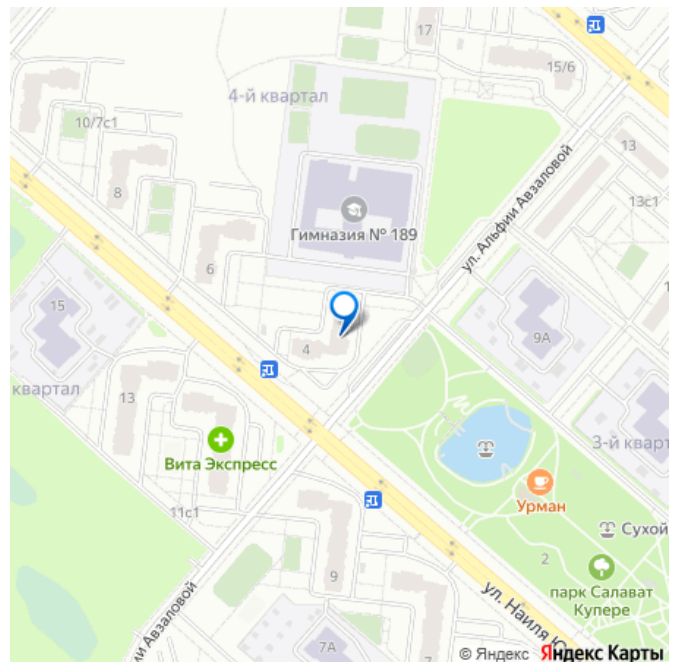 17
15/6
4-й квартал
10/7с1
13
8
13с1
Гимназия № 189
ул. Альфии Авзаловой
6
15
9А
4
квартал
13
3-й кварт
Вита Экспресс
Урман
11с1
Сухой
2
9
парк Салават
Купере
ул. Наиля Ю
ии Авзаловой
7А
7
© Яндекс Яндекс Карты